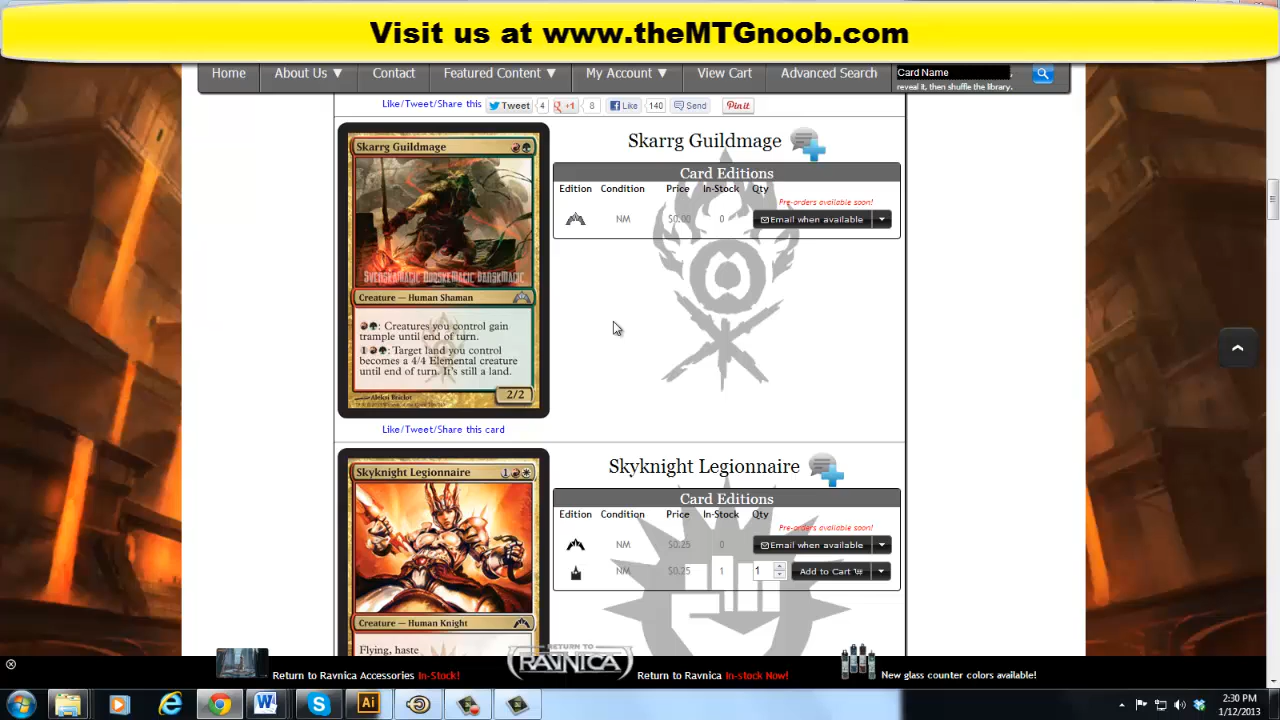 Visit us at www.theMTGnoob.com
Home
About Us ▼
Contact
Featured Content ▼
My Account ▼
View Cart
Advanced Search
Card Name
reveal it, then shuffle the library.
Like/Tweet/Share this
Tweet 4
+1 8
Like 140
Send
Pin it
Skarrg Guildmage
SVENSKAMAGIC NORSKEMAGIC DANSKMAGIC
Creature — Human Shaman
: Creatures you control gain
trample until end of turn.
1 : Target land you control
becomes a 4/4 Elemental creature
until end of turn. It's still a land.
2/2
Like/Tweet/Share this card
Skarrg Guildmage
Card Editions
Edition Condition Price In-Stock Qty
Pre-orders available soon!
NM $0.00 0 Email when available
Skyknight Legionnaire 1
Creature — Human Knight
Flying, haste
Skyknight Legionnaire
Card Editions
Edition Condition Price In-Stock Qty
Pre-orders available soon!
NM $0.25 0 Email when available
NM $0.25 1 1 Add to Cart
Return to Ravnica Accessories In-Stock!
RETURN TO
RAVNICA
Return to Ravnica In-stock Now!
New glass counter colors available!
Ai
2:30 PM
1/12/2013